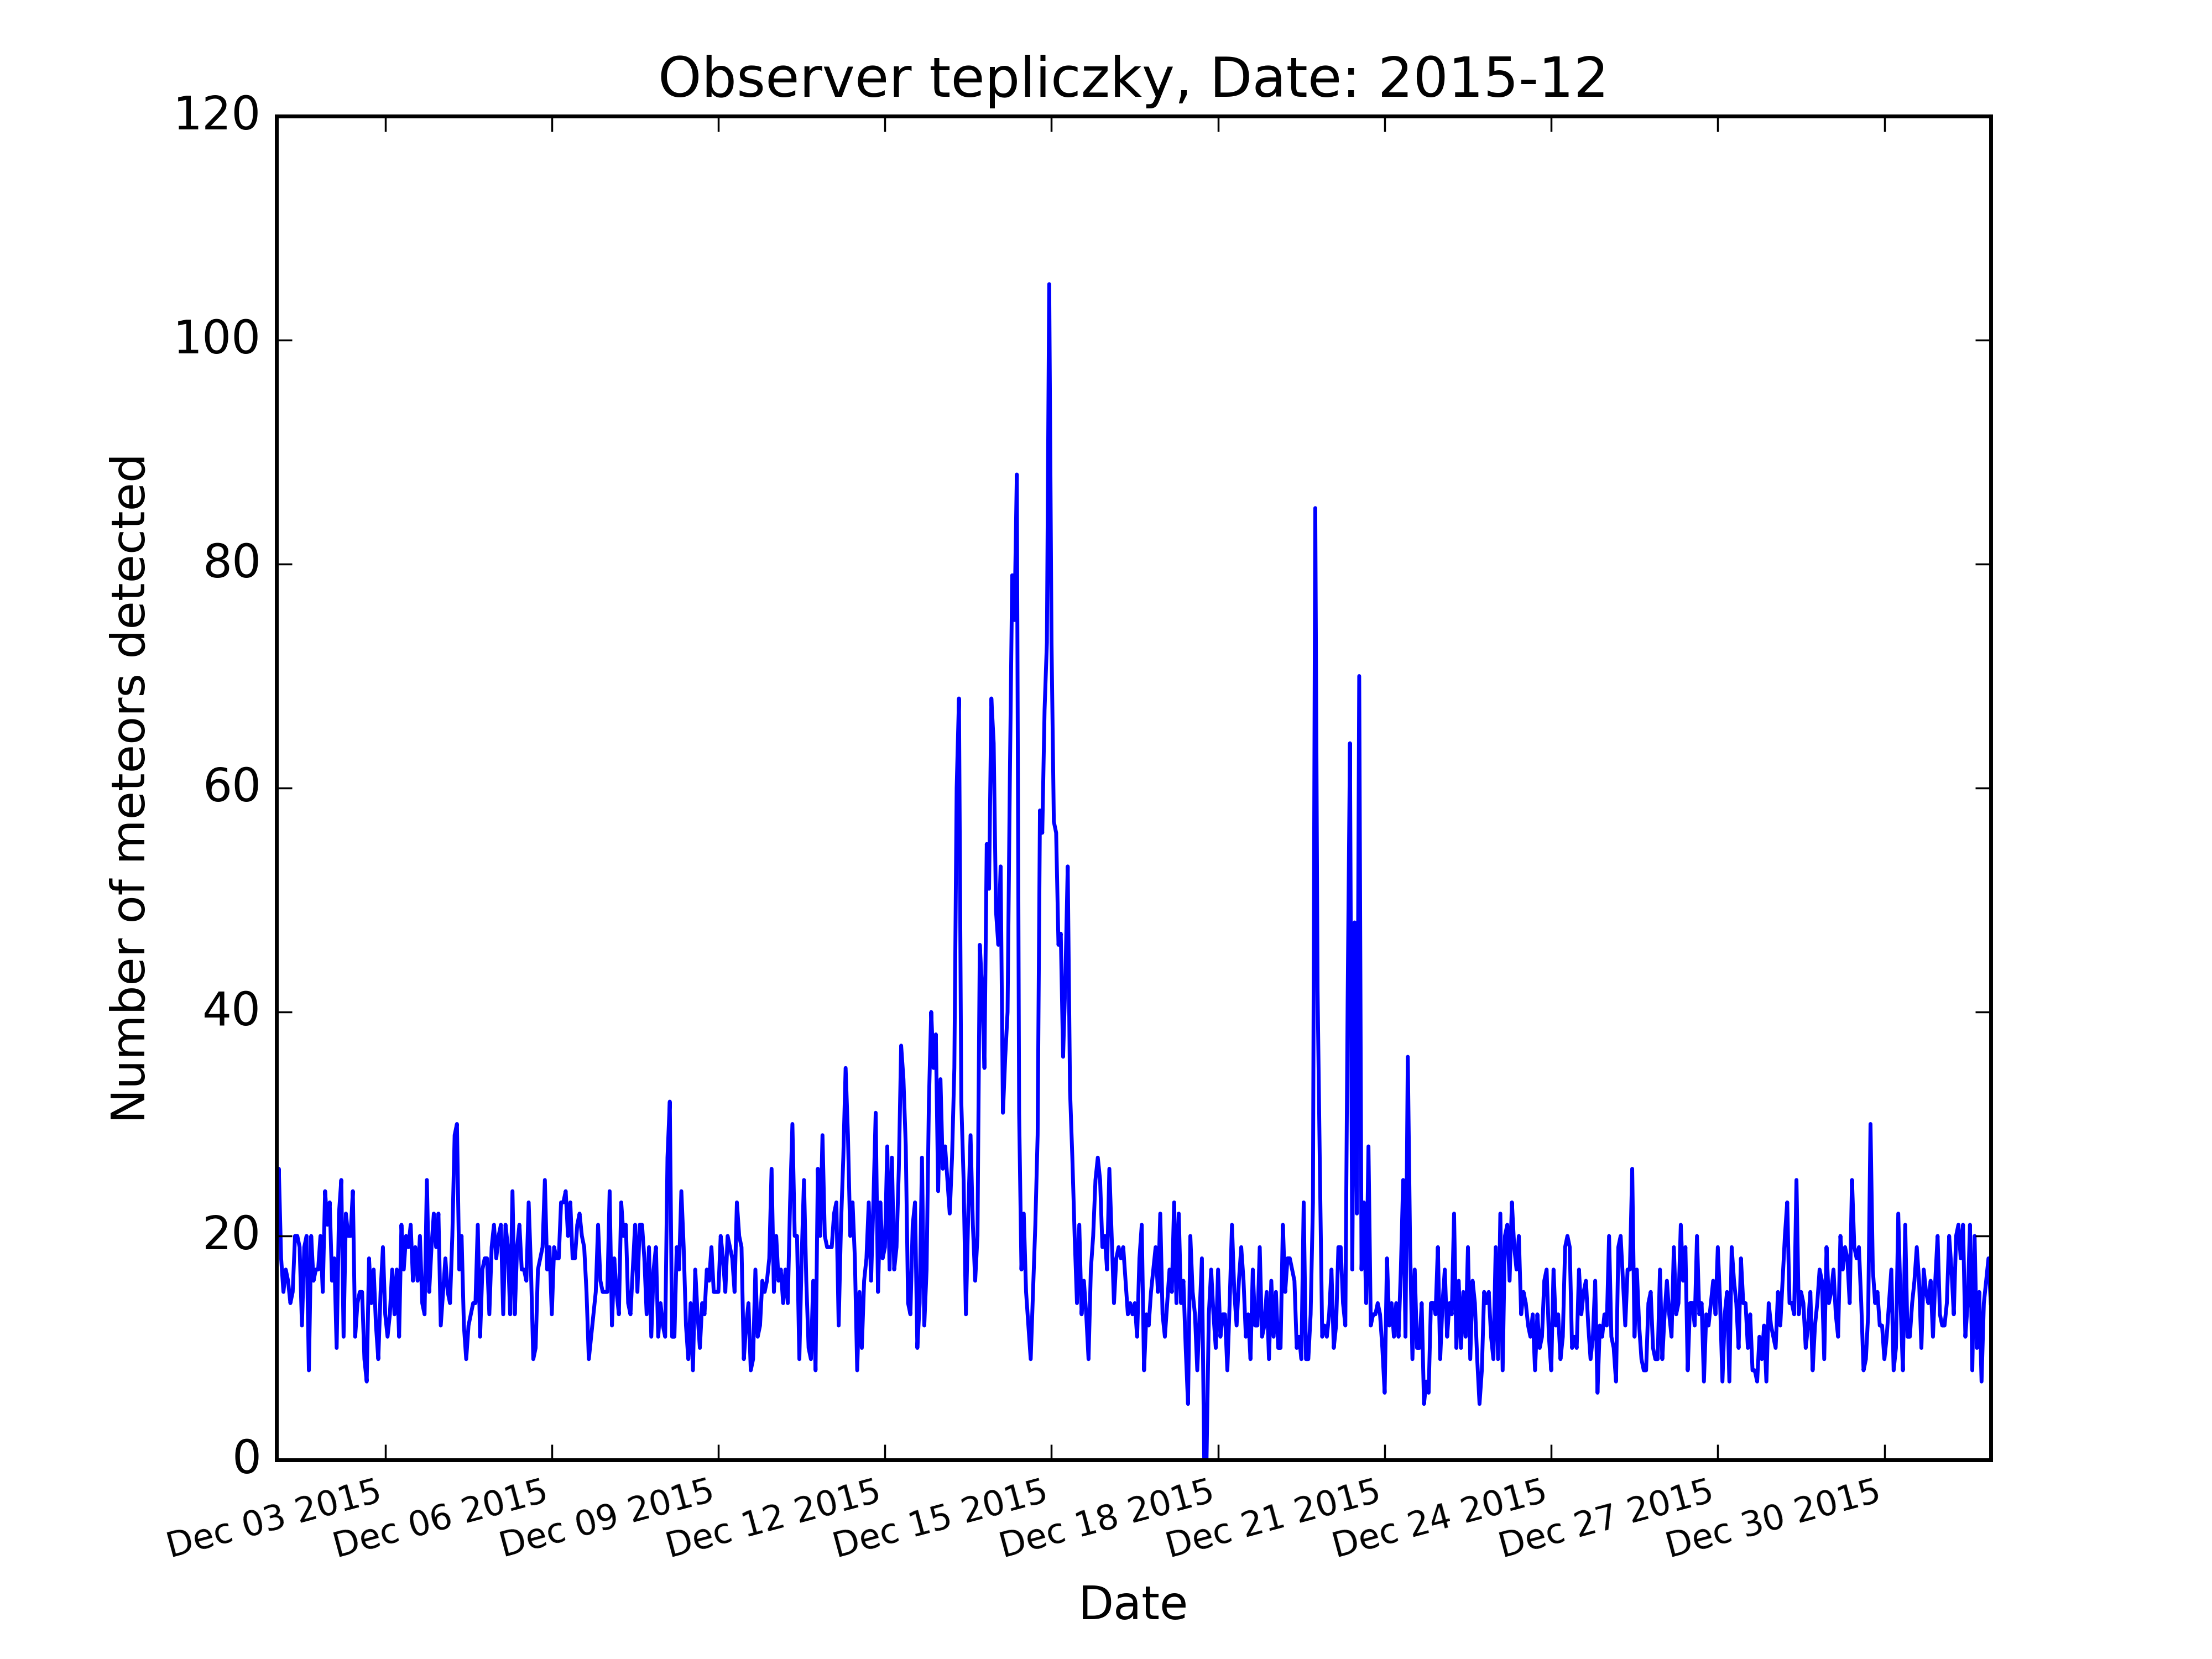 Observer tepliczky, Date: 2015-12
Number of meteors detected
120
100
80
60
40
20
0
Dec 03 2015
Dec 06 2015
Dec 09 2015
Dec 12 2015
Dec 15 2015
Dec 18 2015
Dec 21 2015
Dec 24 2015
Dec 27 2015
Dec 30 2015
Date